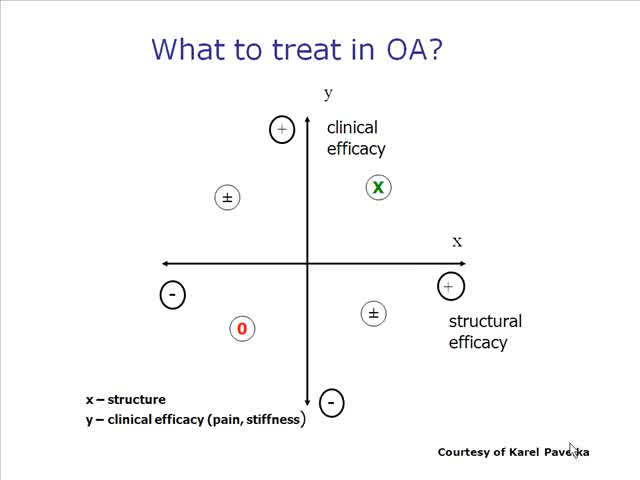 What to treat in OA?
y
+
clinical
efficacy
±
X
x
-
+
0
±
structural
efficacy
-
x – structure
y – clinical efficacy (pain, stiffness)
Courtesy of Karel Pavelka